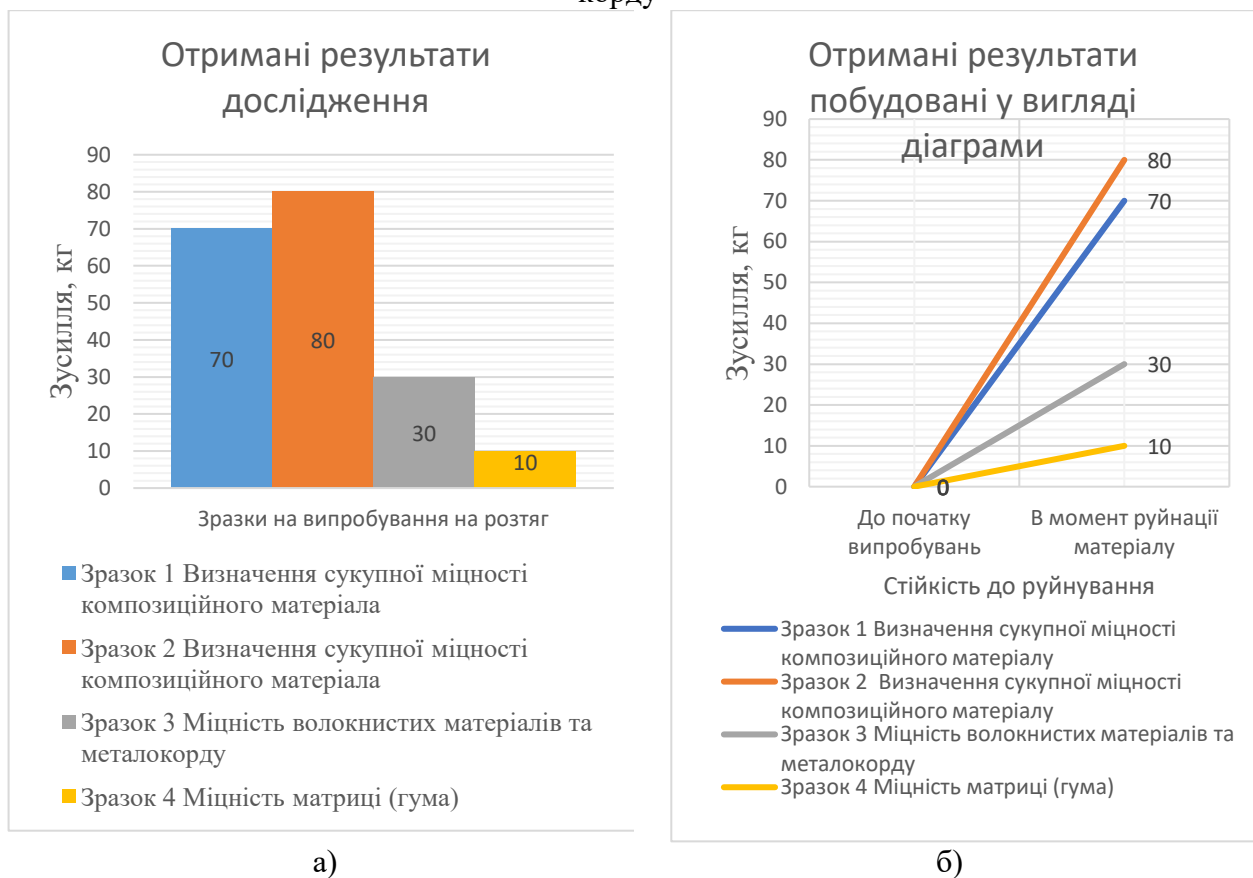 корду
Отримані результати
дослідження
90
80
70
60
50
40
30
20
10
0
Зусилля, кг
70
80
30
10
Зразки на випробування на розтяг
Зразок 1 Визначення сукупної міцності
композиційного матеріала
Зразок 2 Визначення сукупної міцності
композиційного матеріала
Зразок 3 Міцність волокнистих матеріалів та
металокорду
Зразок 4 Міцність матриці (гума)
а)
Отримані результати
побудовані у вигляді
діаграми
90
80
70
60
50
40
30
20
10
0
Зусилля, кг
80
70
30
10
0
До початку
випробувань
В момент руйнації
матеріалу
Стійкість до руйнування
Зразок 1 Визначення сукупної міцності
композиційного матеріалу
Зразок 2 Визначення сукупної міцності
композиційного матеріалу
Зразок 3 Міцність волокнистих матеріалів та
металокорду
Зразок 4 Міцність матриці (гума)
б)